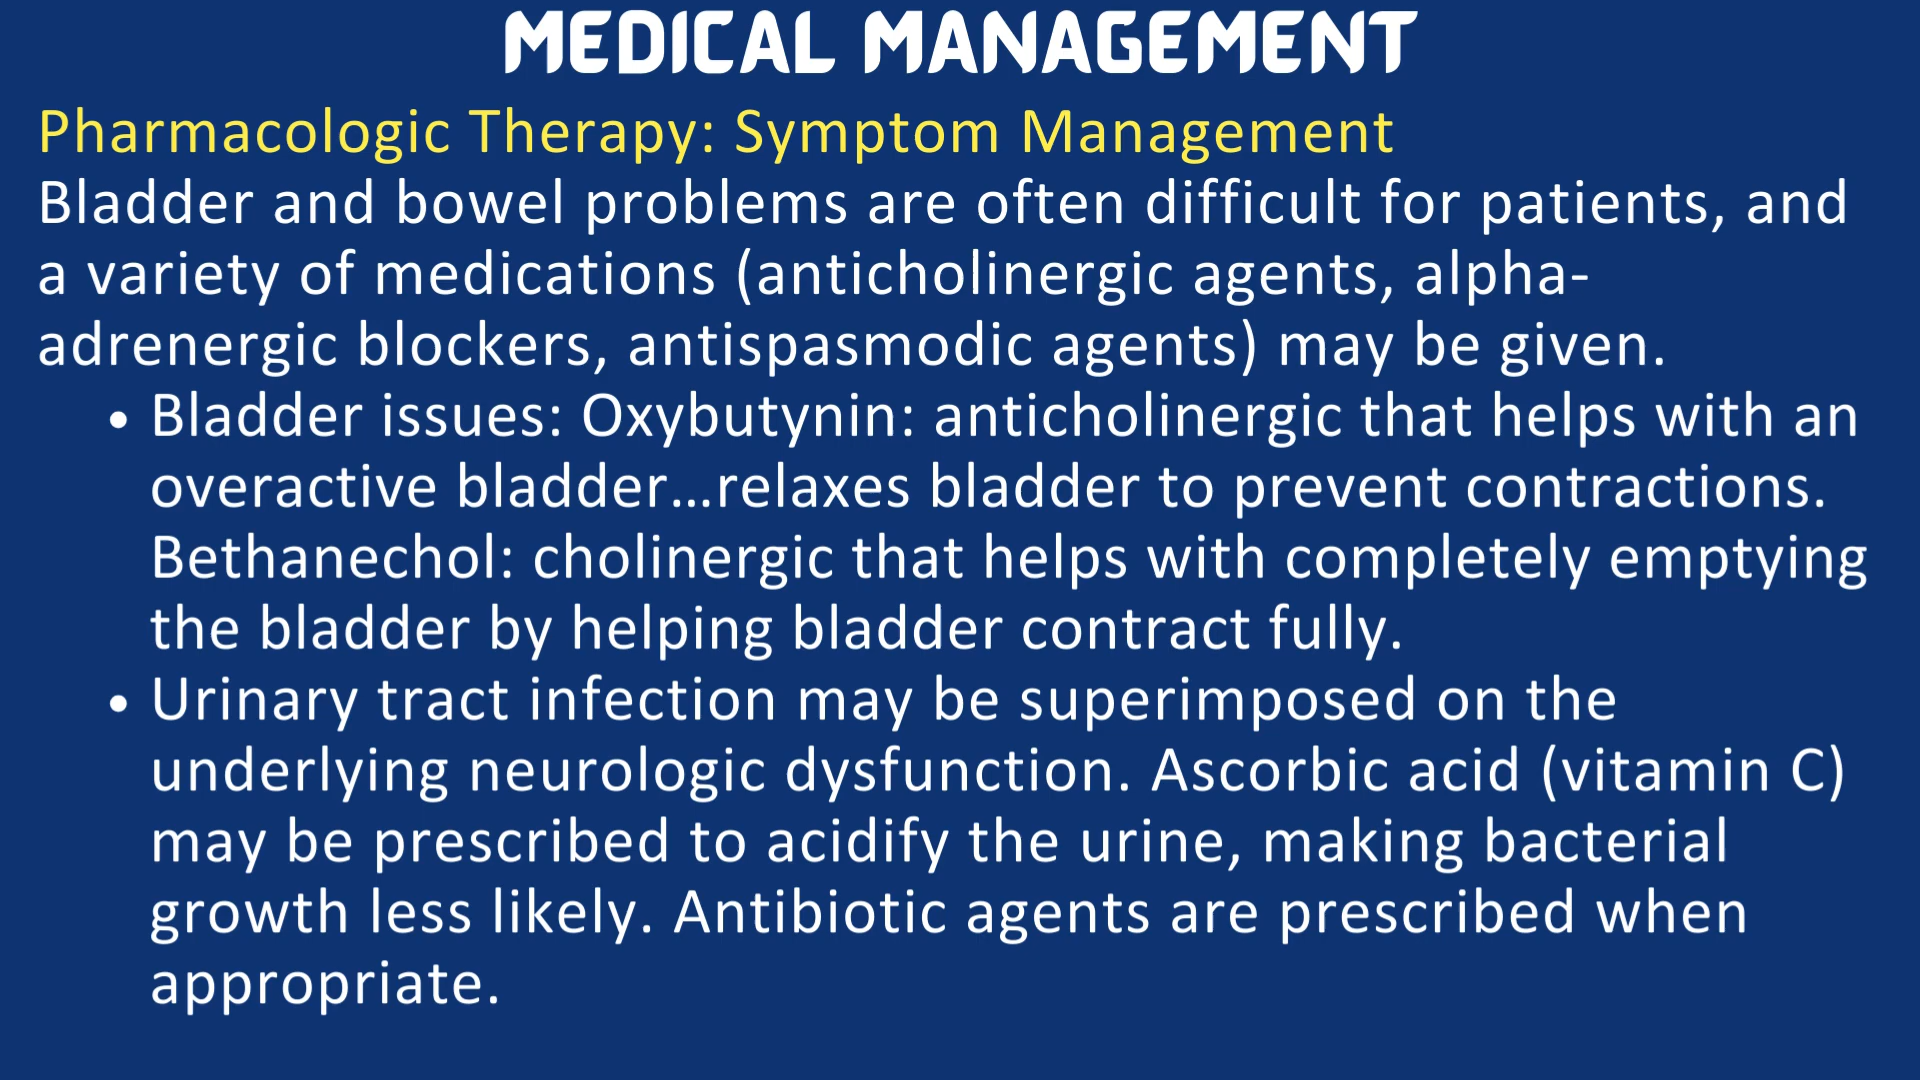 MEDICAL MANAGEMENT
Pharmacologic Therapy: Symptom Management
Bladder and bowel problems are often difficult for patients, and
a variety of medications (anticholinergic agents, alpha-
adrenergic blockers, antispasmodic agents) may be given.
• Bladder issues: Oxybutynin: anticholinergic that helps with an
overactive bladder…relaxes bladder to prevent contractions.
Bethanechol: cholinergic that helps with completely emptying
the bladder by helping bladder contract fully.
• Urinary tract infection may be superimposed on the
underlying neurologic dysfunction. Ascorbic acid (vitamin C)
may be prescribed to acidify the urine, making bacterial
growth less likely. Antibiotic agents are prescribed when
appropriate.